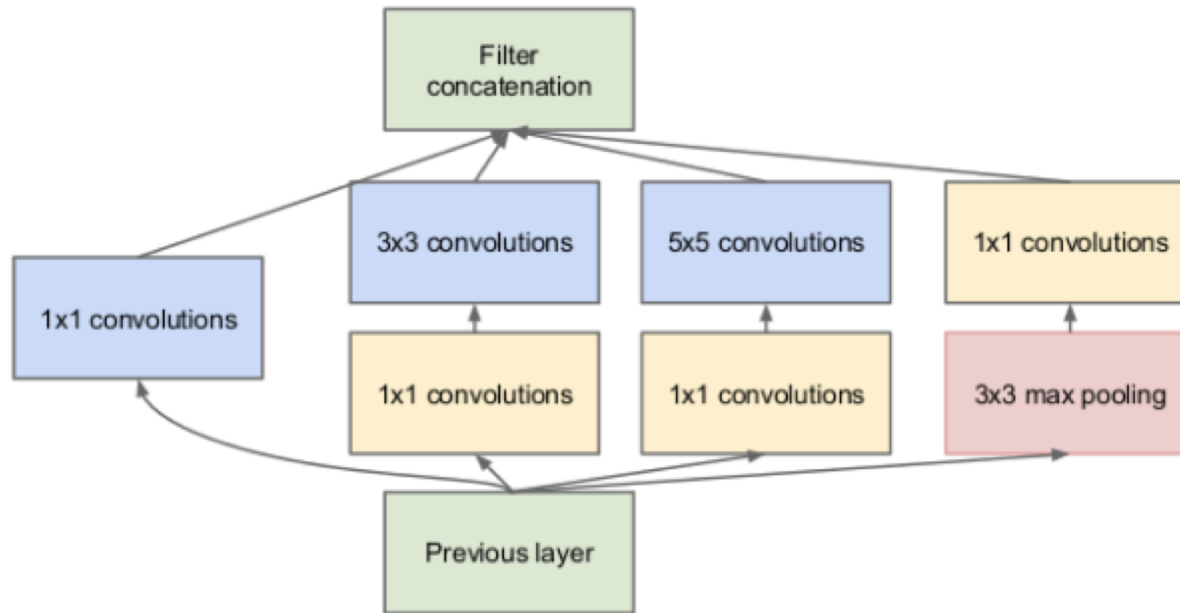 Filter
concatenation
3x3 convolutions
5x5 convolutions
1x1 convolutions
1x1 convolutions
1x1 convolutions
1x1 convolutions
3x3 max pooling
Previous layer